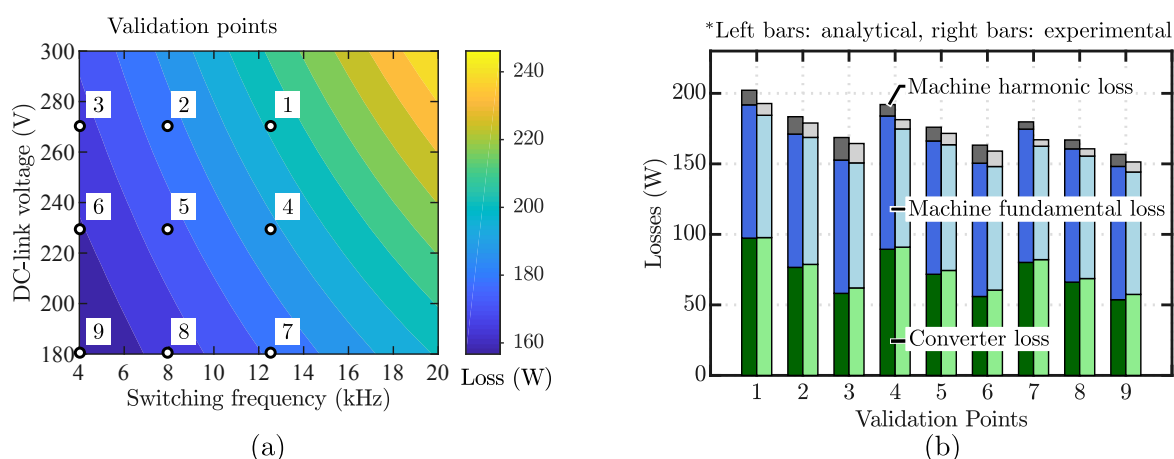 Validation points
DC-link voltage (V)
300
280
260
240
220
200
180
3 2 1
6 5 4
9 8 7
4 6 8 10 12 14 16 18 20
Switching frequency (kHz)
240
220
200
180
160
Loss (W)
(a)
*Left bars: analytical, right bars: experimental
Losses (W)
200
150
100
50
0
Machine harmonic loss
Machine fundamental loss
Converter loss
1 2 3 4 5 6 7 8 9
Validation Points
(b)